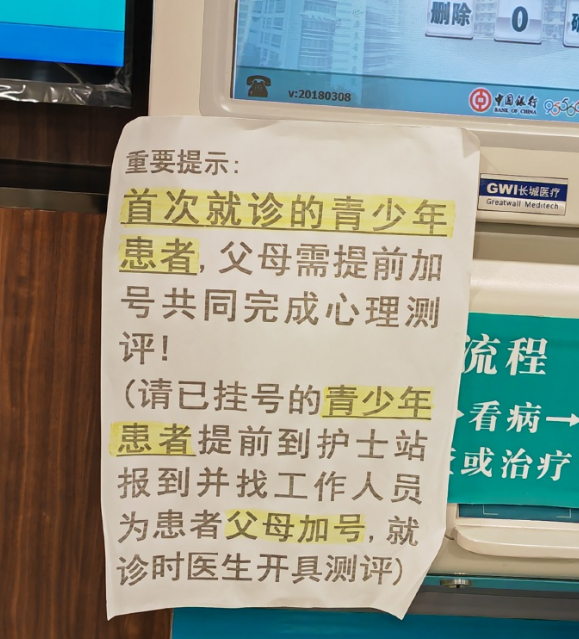 删除
0
v:20180308
中国银行
BANK OF CHINA
GWI长城医疗
Greatwall Meditech
重要提示:
首次就诊的青少年
患者,父母需提前加
号共同完成心理测
评!
(请已挂号的青少年
患者提前到护士站
报到并找工作人员
为患者父母加号,就
诊时医生开具测评)
流程
→看病→
或治疗